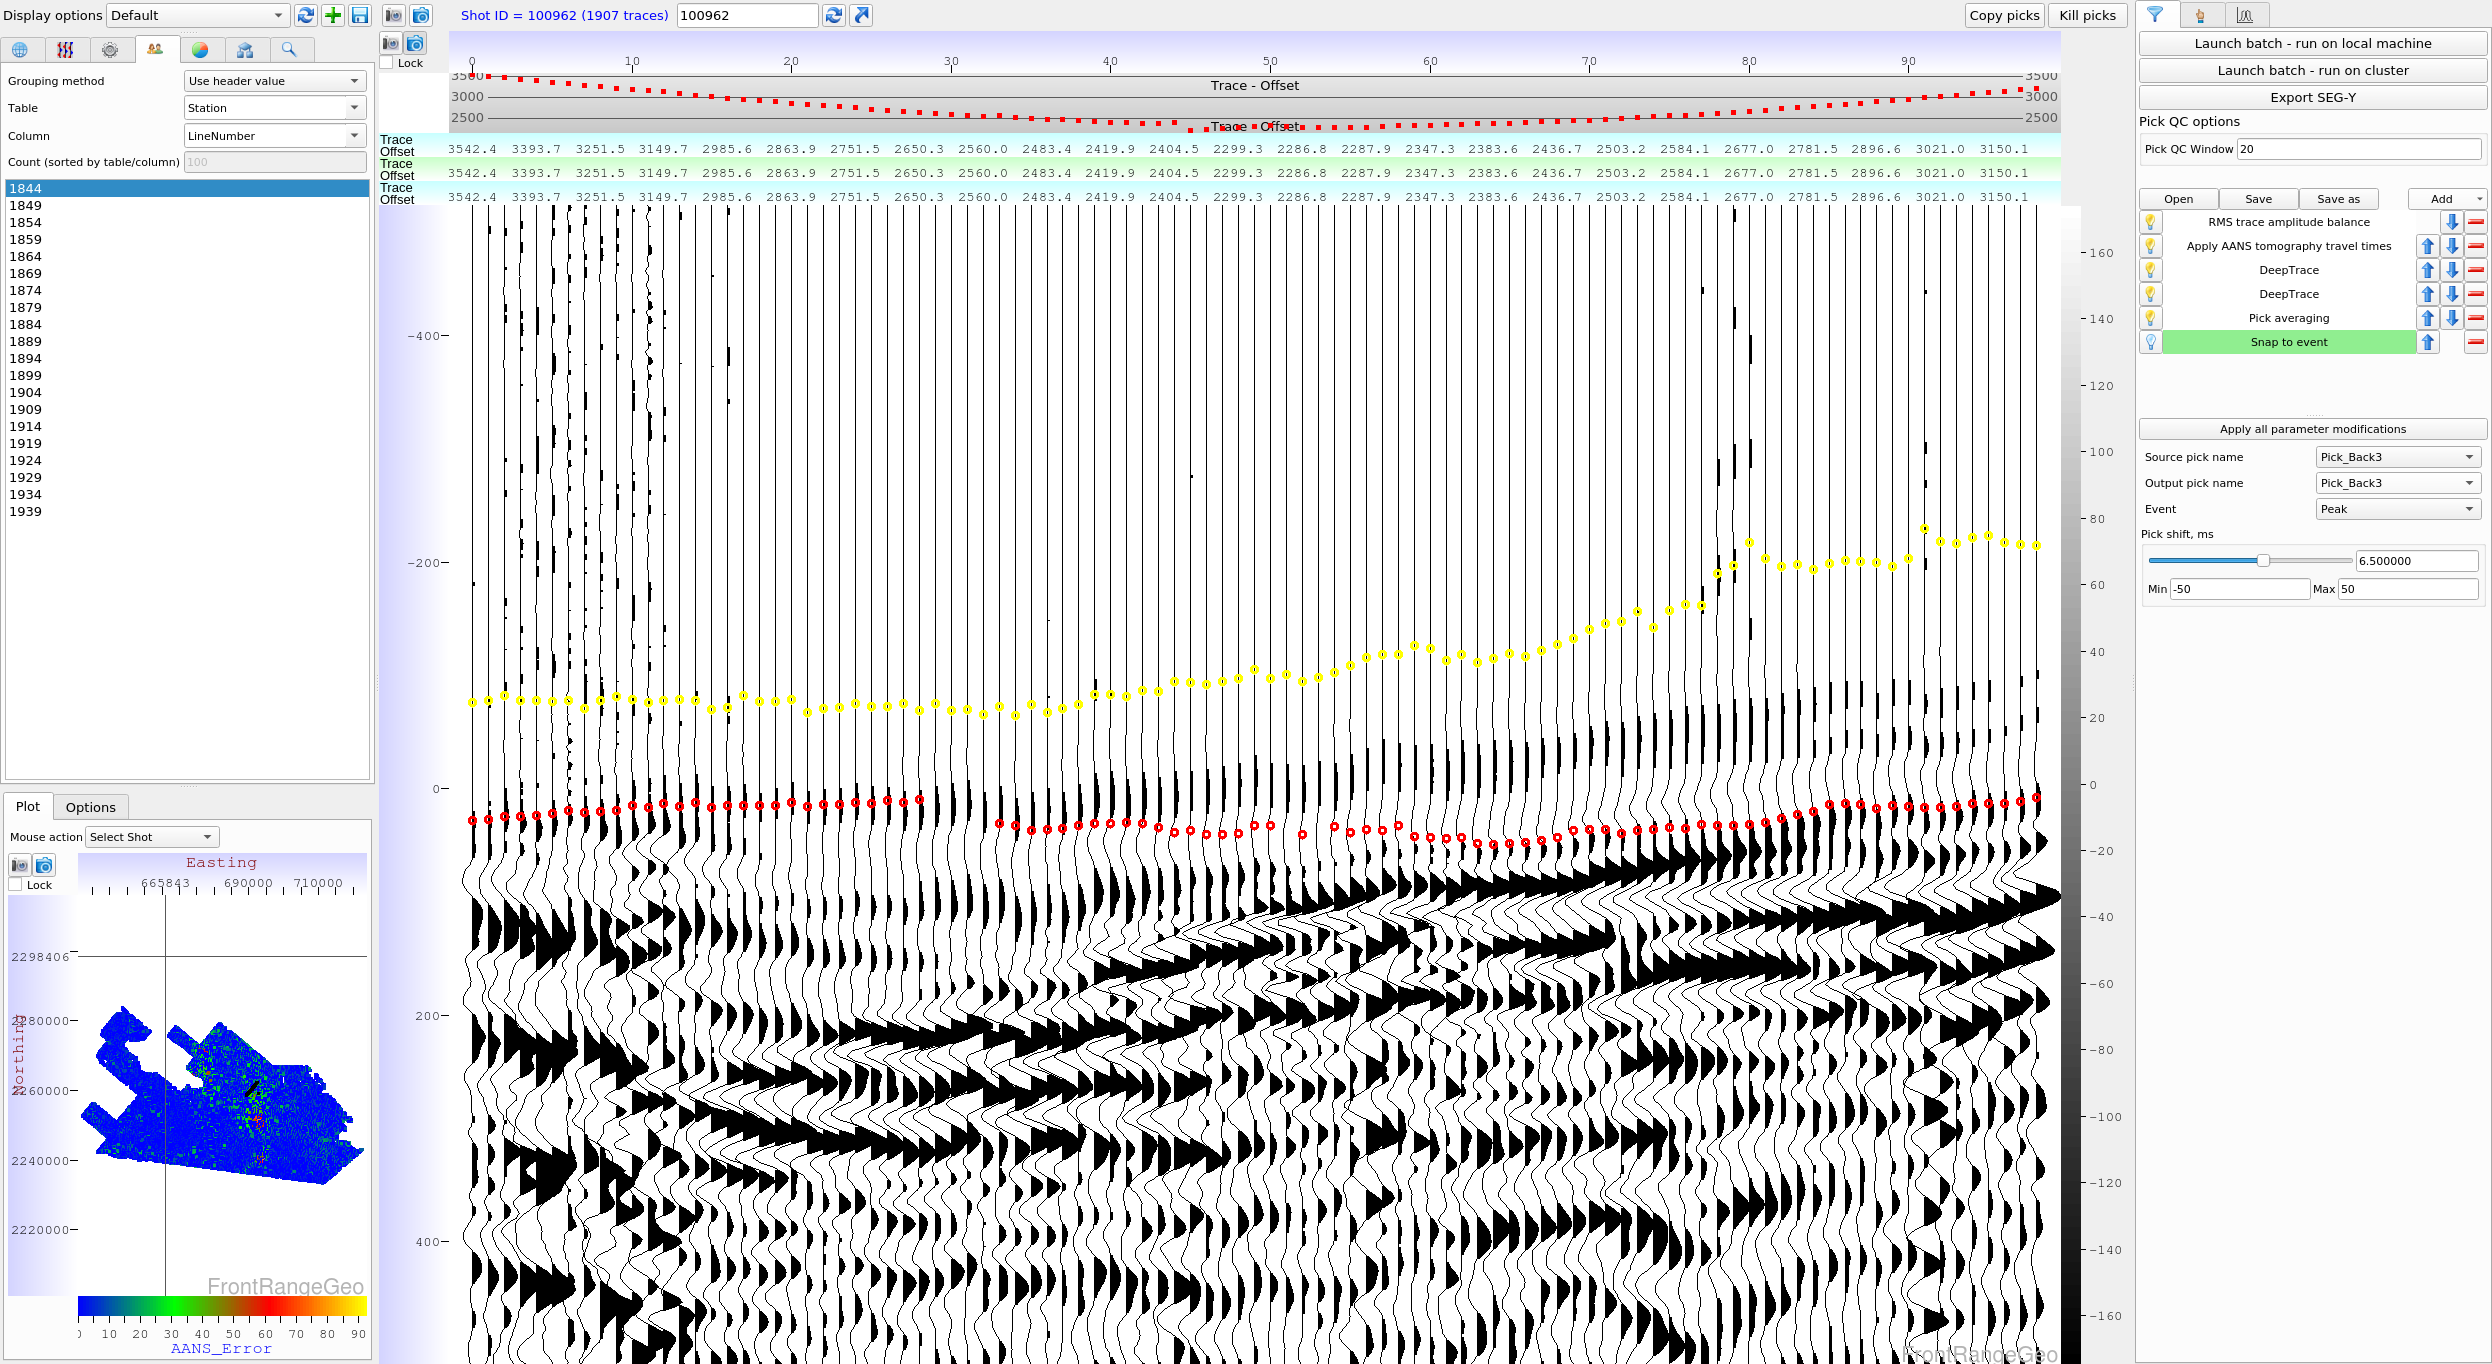 Display options Default
Shot ID = 100962 (1907 traces) 100962
Copy picks Kill picks
Lock
Grouping method Use header value
Table Station
Column LineNumber
Count (sorted by table/column) 100
1844
1849
1854
1859
1864
1869
1874
1879
1884
1889
1894
1899
1904
1909
1914
1919
1924
1929
1934
1939
Plot Options
Mouse action Select Shot
Lock
Easting
665843 690000 710000
Northing
2298406
2280000
2260000
2240000
2220000
FrontRangeGeo
0 10 20 30 40 50 60 70 80 90
AANS_Error
0 10 20 30 40 50 60 70 80 90
3500 Trace - Offset 3500
3000 3000
2500 Trace - Offset 2500
Trace
Offset 3542.4 3393.7 3251.5 3149.7 2985.6 2863.9 2751.5 2650.3 2560.0 2483.4 2419.9 2404.5 2299.3 2286.8 2287.9 2347.3 2383.6 2436.7 2503.2 2584.1 2677.0 2781.5 2896.6 3021.0 3150.1
Trace
Offset 3542.4 3393.7 3251.5 3149.7 2985.6 2863.9 2751.5 2650.3 2560.0 2483.4 2419.9 2404.5 2299.3 2286.8 2287.9 2347.3 2383.6 2436.7 2503.2 2584.1 2677.0 2781.5 2896.6 3021.0 3150.1
Trace
Offset 3542.4 3393.7 3251.5 3149.7 2985.6 2863.9 2751.5 2650.3 2560.0 2483.4 2419.9 2404.5 2299.3 2286.8 2287.9 2347.3 2383.6 2436.7 2503.2 2584.1 2677.0 2781.5 2896.6 3021.0 3150.1
-400
-200
0
200
400
FrontRangeGeo
160
140
120
100
80
60
40
20
0
-20
-40
-60
-80
-100
-120
-140
-160
Launch batch - run on local machine
Launch batch - run on cluster
Export SEG-Y
Pick QC options
Pick QC Window 20
Open Save Save as Add
RMS trace amplitude balance
Apply AANS tomography travel times
DeepTrace
DeepTrace
Pick averaging
Snap to event
Apply all parameter modifications
Source pick name Pick_Back3
Output pick name Pick_Back3
Event Peak
Pick shift, ms
6.500000
Min -50 Max 50